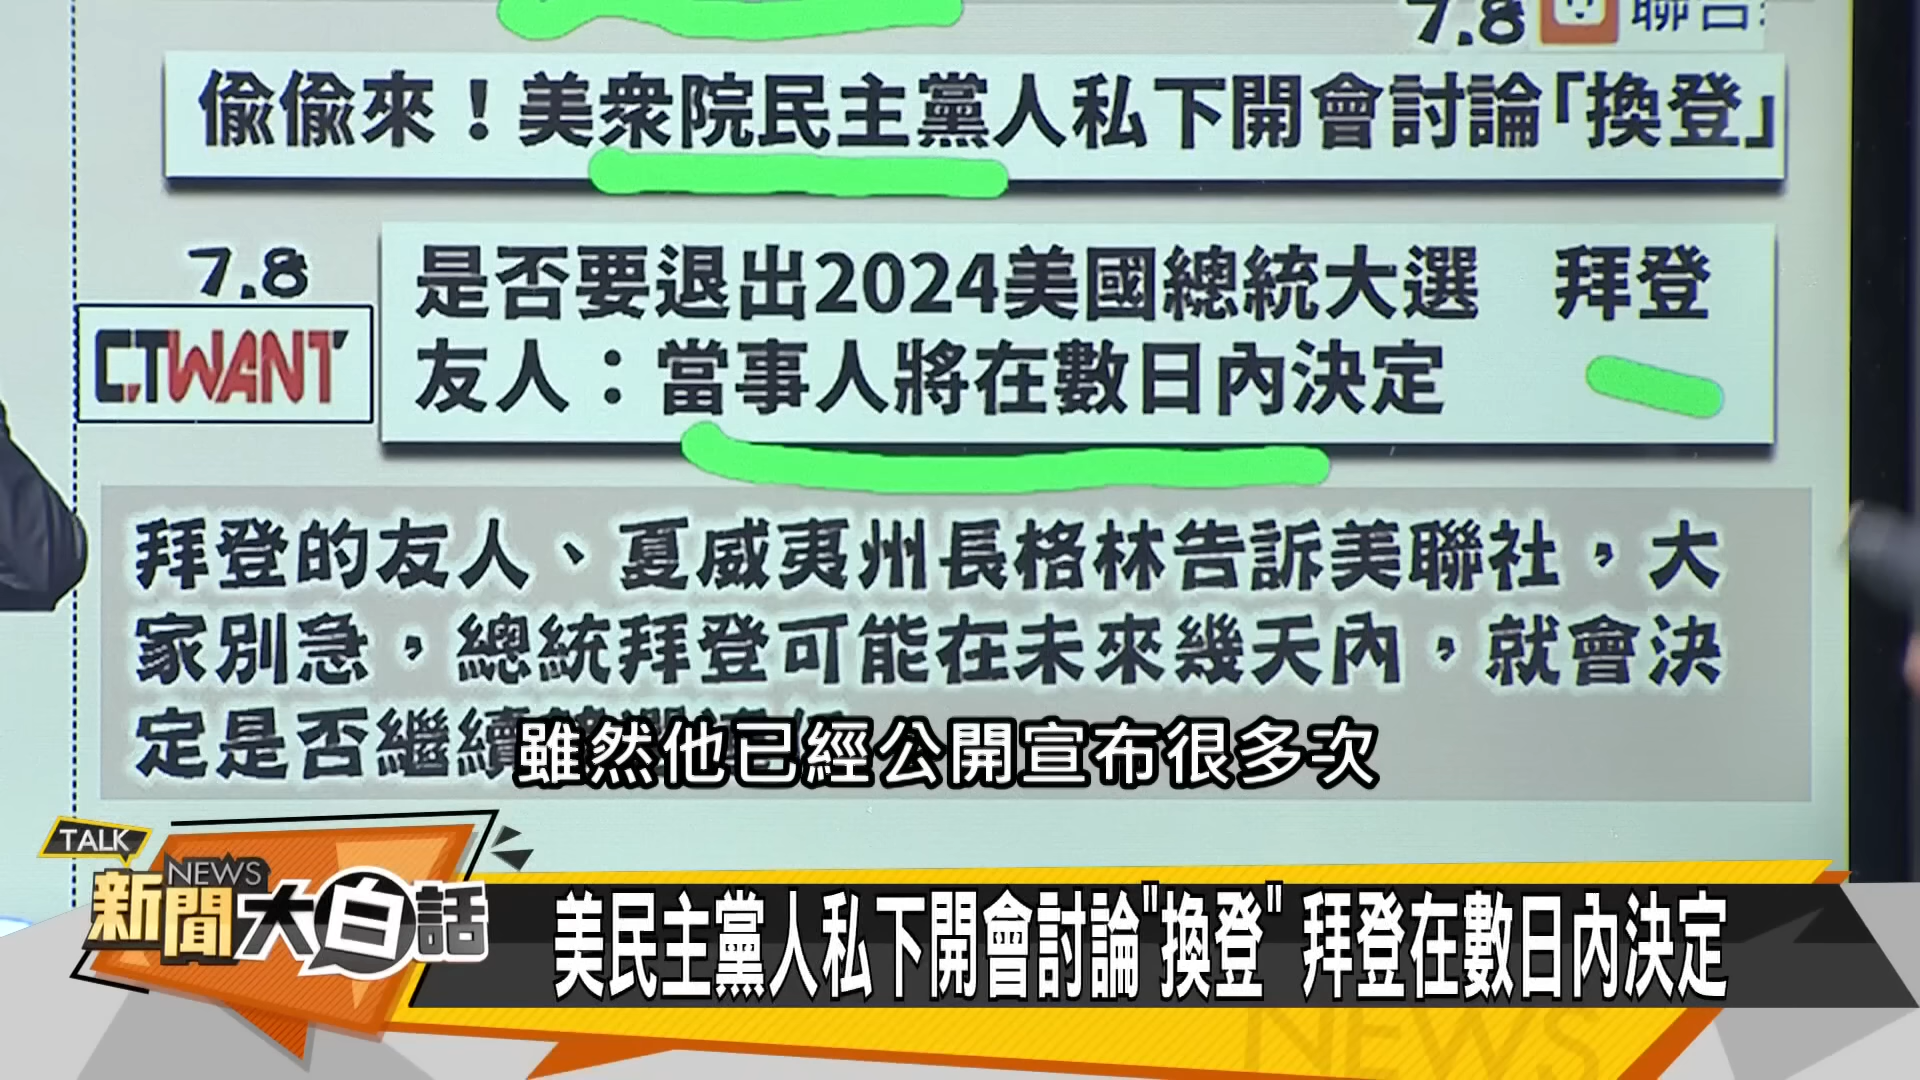 7.8 聯合
偷偷來！美眾院民主黨人私下開會討論「換登」
7.8
CTWANT
是否要退出2024美國總統大選 拜登
友人：當事人將在數日內決定
拜登的友人、夏威夷州長格林告訴美聯社，大
家別急，總統拜登可能在未來幾天內，就會決
定是否繼續
雖然他已經公開宣布很多次
TALK
NEWS
新聞大白話
美民主黨人私下開會討論"換登" 拜登在數日內決定
NEWS